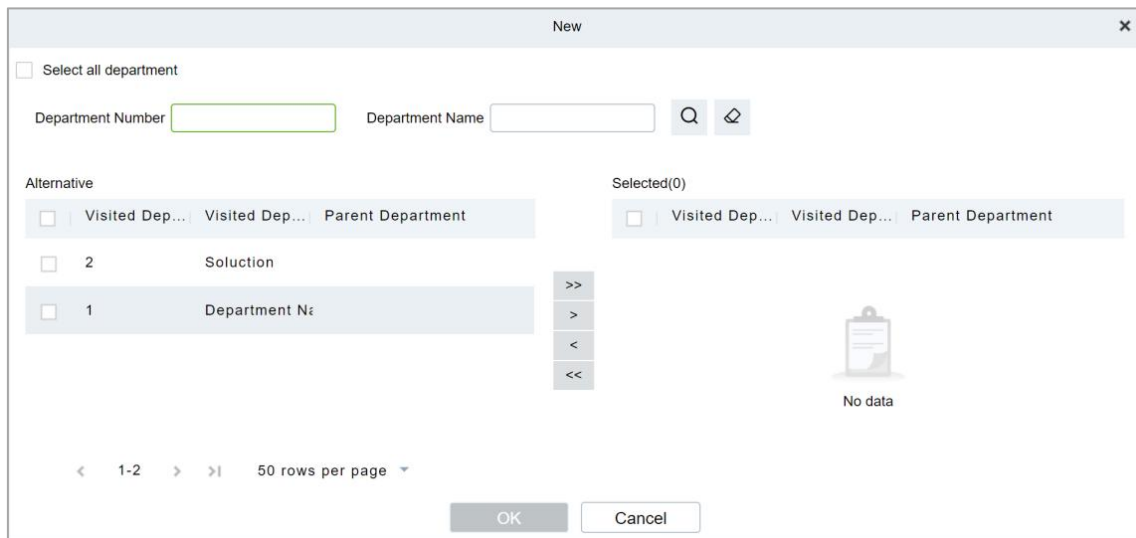 New
Select all department
Department Number
Department Name
Alternative
Selected(0)
Visited Dep... Visited Dep... Parent Department
Visited Dep... Visited Dep... Parent Department
2 Soluction
1 Department Na
>>
>
<
<<
No data
< 1-2 > >| 50 rows per page
OK Cancel